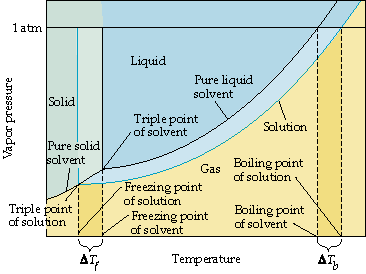 1 atm
Liquid
Solid
Pure liquid
solvent
Triple point
of solvent
Solution
Pure solid
solvent
Gas
Boiling point
of solution
Freezing point
of solution
Triple point
of solution
Freezing point
of solvent
Boiling point
of solvent
Vapor pressure
ΔTf
Temperature
ΔTb